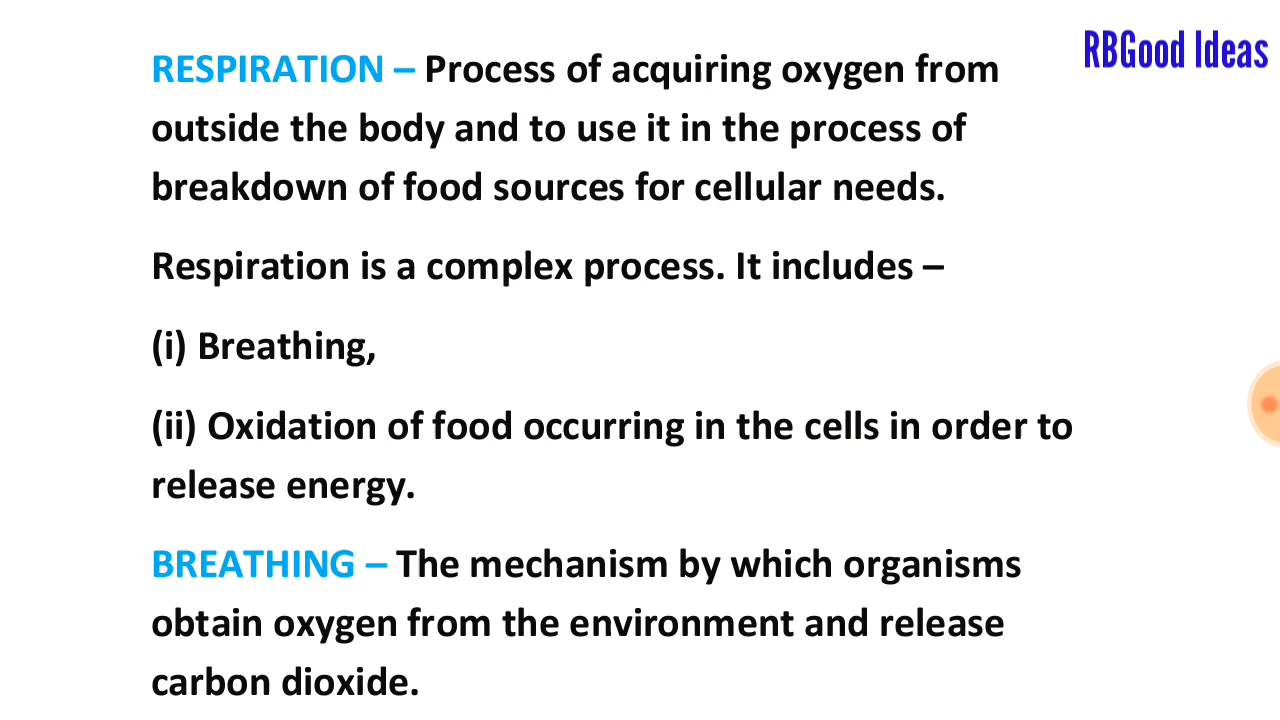 RBGood Ideas
RESPIRATION – Process of acquiring oxygen from
outside the body and to use it in the process of
breakdown of food sources for cellular needs.
Respiration is a complex process. It includes –
(i) Breathing,
(ii) Oxidation of food occurring in the cells in order to
release energy.
BREATHING – The mechanism by which organisms
obtain oxygen from the environment and release
carbon dioxide.